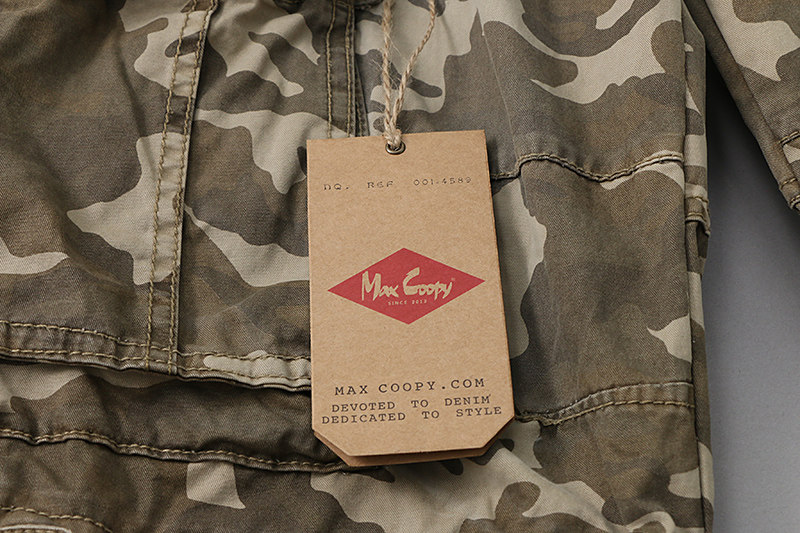 NO. REF 001-4589
Max Coopy
SINCE 2012
MAX COOPY.COM
DEVOTED TO DENIM
DEDICATED TO STYLE